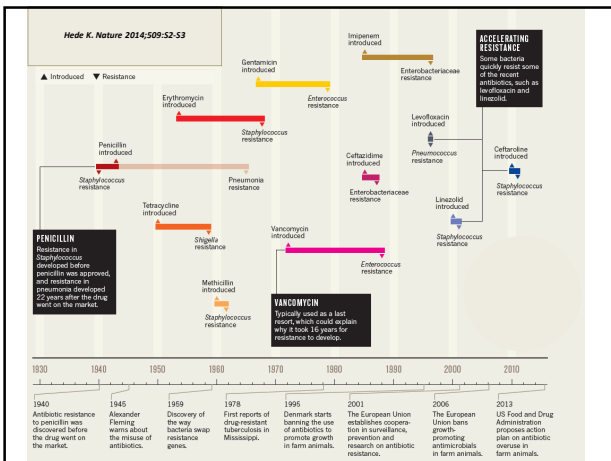 Hede K. Nature 2014;509:S2-S3
▲ Introduced ▼ Resistance
Imipenem
introduced
Enterobacteriaceae
resistance
ACCELERATING
RESISTANCE
Some bacteria
quickly resist some
of the recent
antibiotics, such as
levofloxacin and
linezolid.
Gentamicin
introduced
Enterococcus
resistance
Erythromycin
introduced
Staphylococcus
resistance
Levofloxacin
introduced
Pneumococcus
resistance
Penicillin
introduced
Staphylococcus
resistance
Pneumonia
resistance
Ceftazidime
introduced
Enterobacteriaceae
resistance
Ceftaroline
introduced
Staphylococcus
resistance
Tetracycline
introduced
Shigella
resistance
Linezolid
introduced
Staphylococcus
resistance
PENICILLIN
Resistance in
Staphylococcus
developed before
penicillin was approved,
and resistance in
pneumonia developed
22 years after the drug
went on the market.
Vancomycin
introduced
Enterococcus
resistance
Methicillin
introduced
Staphylococcus
resistance
VANCOMYCIN
Typically used as a last
resort, which could explain
why it took 16 years for
resistance to develop.
1930 1940 1950 1960 1970 1980 1990 2000 2010
1940
Antibiotic resistance
to penicillin was
discovered before
the drug went on
the market.
1945
Alexander
Fleming
warns about
the misuse of
antibiotics.
1959
Discovery of
the way
bacteria swap
resistance
genes.
1978
First reports of
drug-resistant
tuberculosis in
Mississippi.
1995
Denmark starts
banning the use
of antibiotics to
promote growth
in farm animals.
2001
The European Union
establishes coopera-
tion in surveillance,
prevention and
research on antibiotic
resistance.
2006
The European
Union bans
growth-
promoting
antimicrobials
in farm animals.
2013
US Food and Drug
Administration
proposes action
plan on antibiotic
overuse in
farm animals.